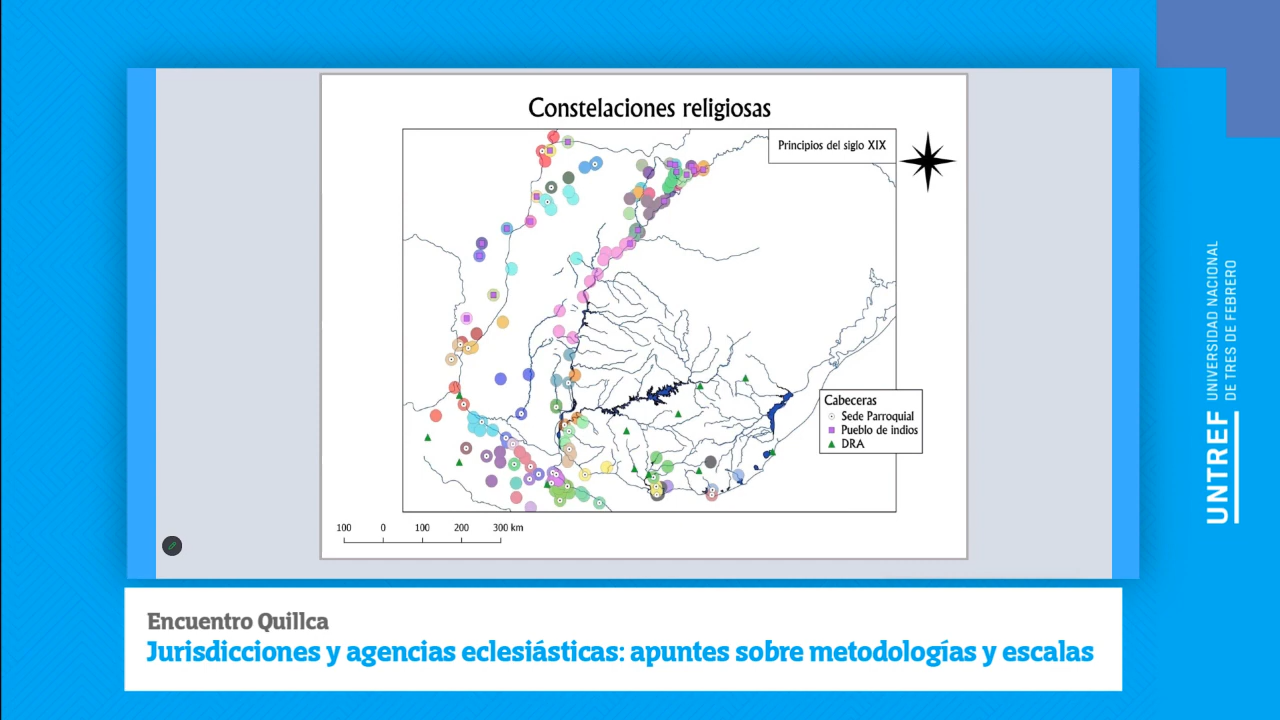 Constelaciones religiosas
Principios del siglo XIX
Cabeceras
Sede Parroquial
Pueblo de indios
DRA
100 0 100 200 300 km
Encuentro Quillca
Jurisdicciones y agencias eclesiásticas: apuntes sobre metodologías y escalas
UNTREF
UNIVERSIDAD NACIONAL
DE TRES DE FEBRERO